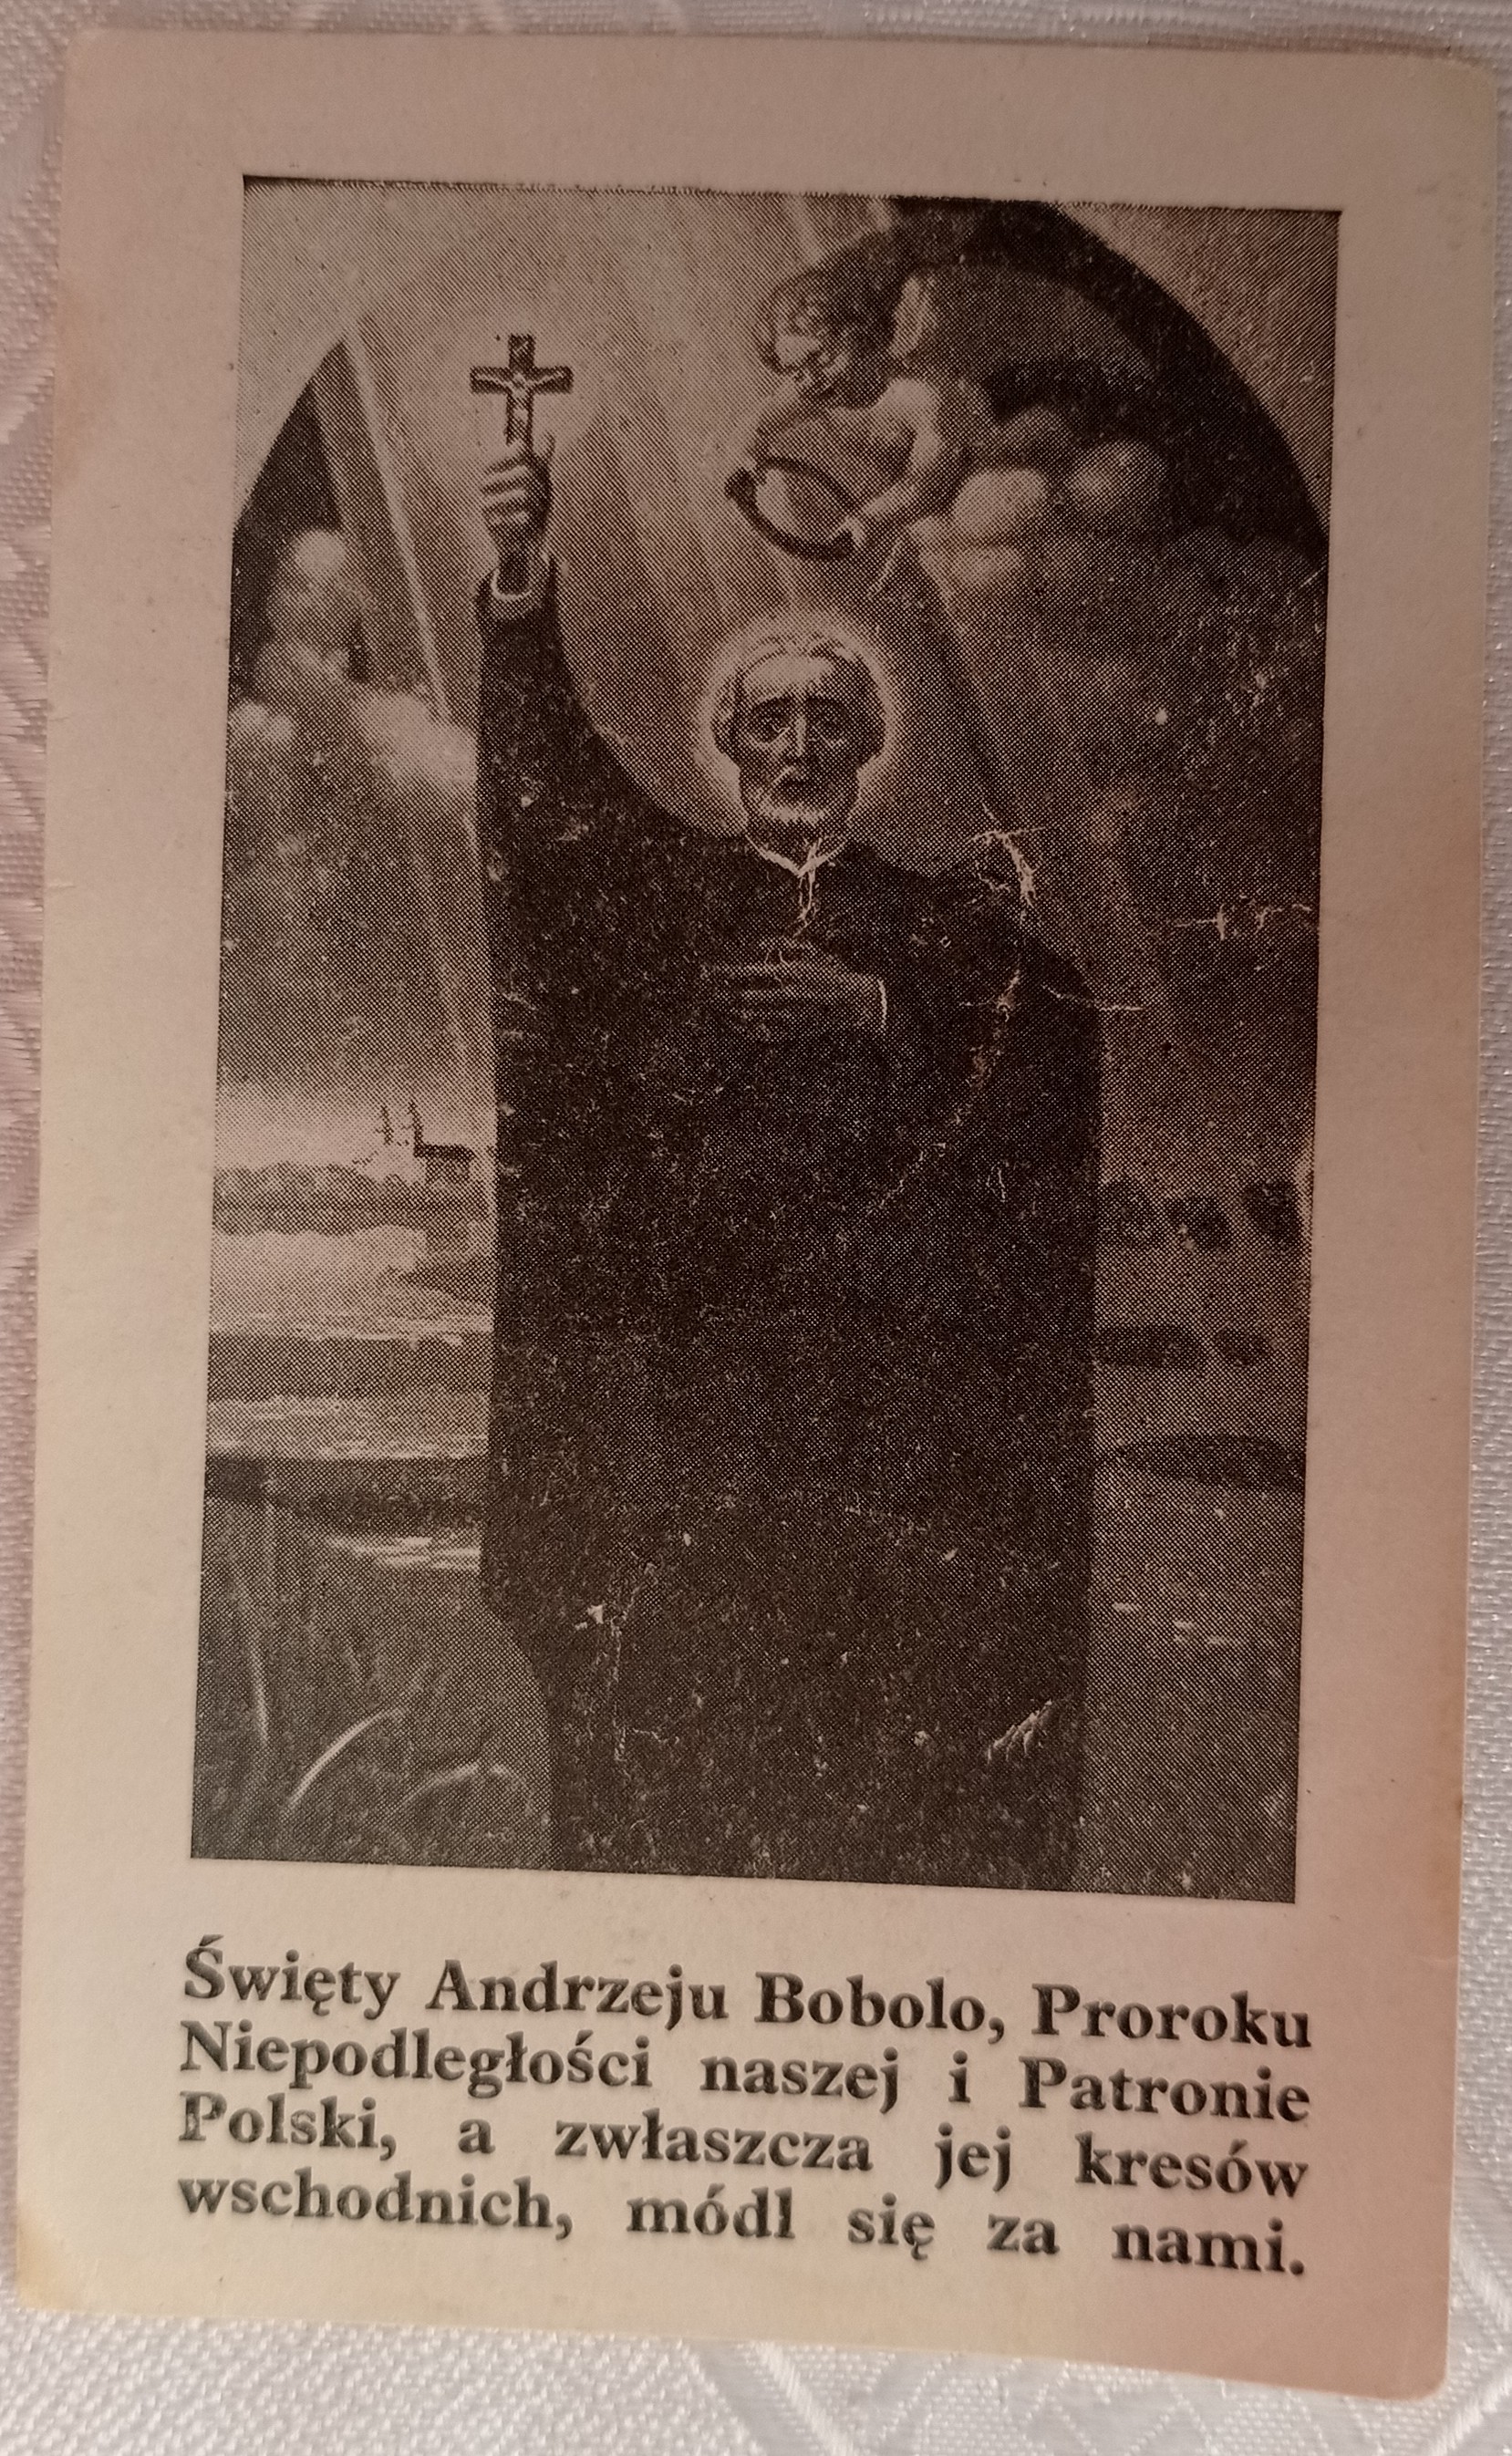 Święty Andrzeju Bobolo, Proroku
Niepodległości naszej i Patronie
Polski, a zwłaszcza jej kresów
wschodnich, módl się za nami.